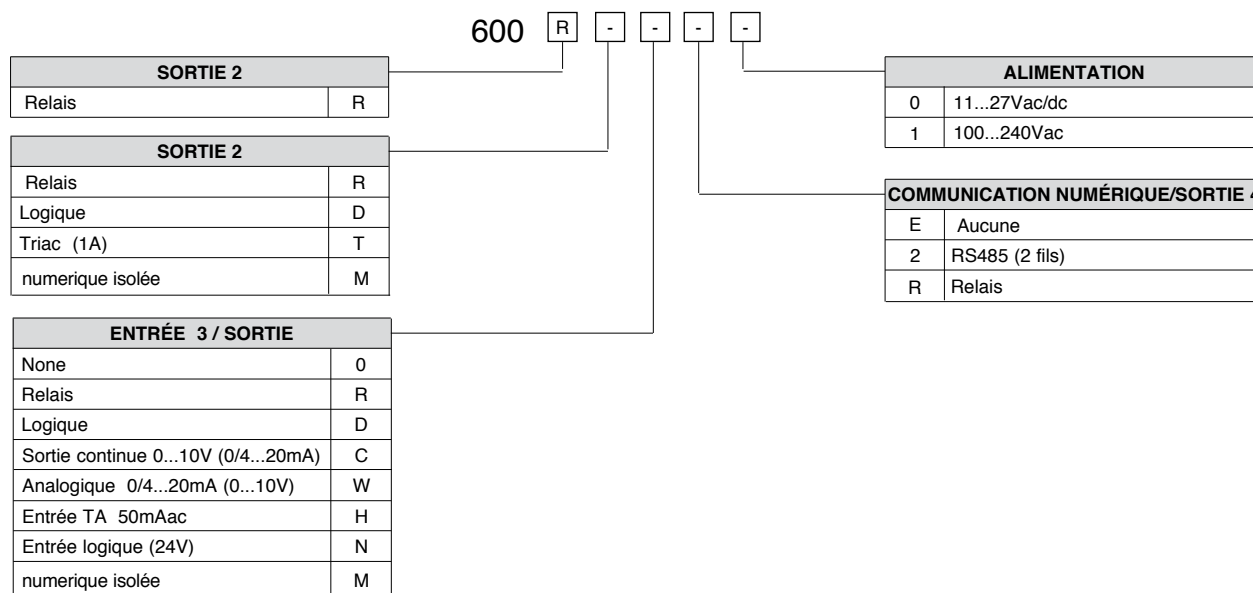 600 R - - - -
SORTIE 2
Relais R
SORTIE 2
Relais R
Logique D
Triac (1A) T
numerique isolée M
ENTRÉE 3 / SORTIE
None 0
Relais R
Logique D
Sortie continue 0...10V (0/4...20mA) C
Analogique 0/4...20mA (0...10V) W
Entrée TA 50mAac H
Entrée logique (24V) N
numerique isolée M
ALIMENTATION
0 11...27Vac/dc
1 100...240Vac
COMMUNICATION NUMÉRIQUE/SORTIE 4
E Aucune
2 RS485 (2 fils)
R Relais